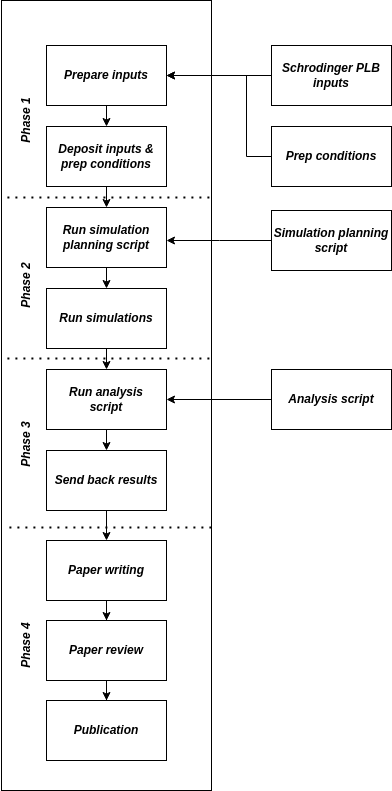 Phase 1
Prepare inputs
Schrodinger PLB
inputs
Deposit inputs &
prep conditions
Prep conditions
Phase 2
Run simulation
planning script
Simulation planning
script
Run simulations
Phase 3
Run analysis
script
Analysis script
Send back results
Phase 4
Paper writing
Paper review
Publication